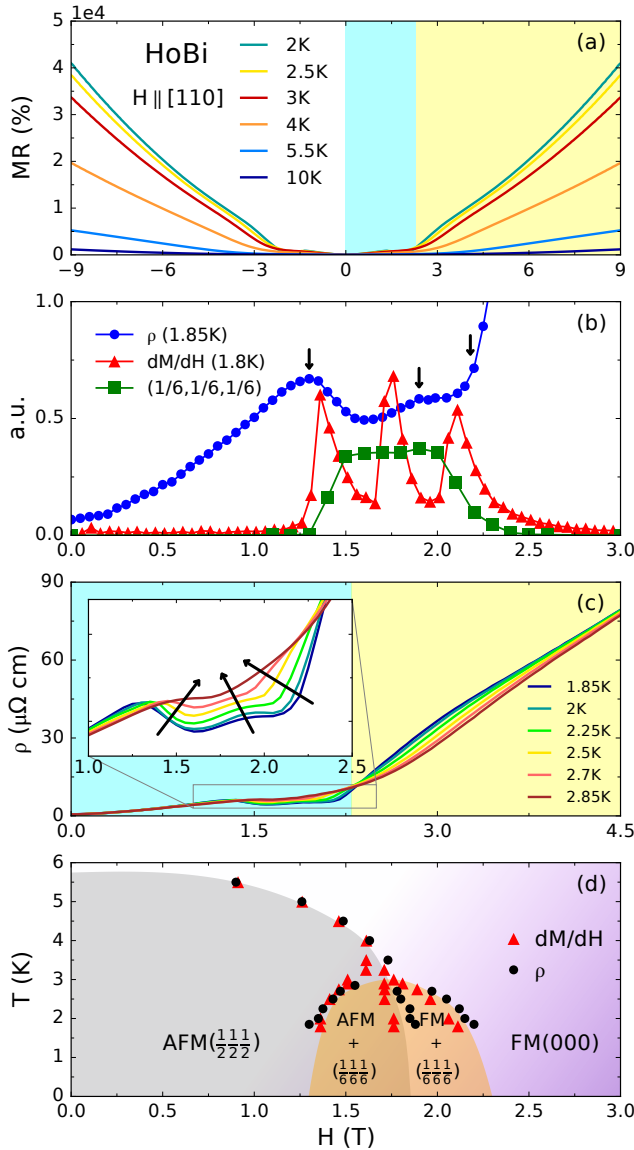 1e4
(a)
HoBi
H || [110]
2K
2.5K
3K
4K
5.5K
10K
MR (%)
5
4
3
2
1
0
−9 −6 −3 0 3 6 9
(b)
ρ (1.85K)
dM/dH (1.8K)
(1/6,1/6,1/6)
a.u.
1.0
0.5
0.0
0.0 0.5 1.0 1.5 2.0 2.5 3.0
(c)
ρ (μΩ cm)
90
60
30
0
1.0 1.5 2.0 2.5
1.85K
2K
2.25K
2.5K
2.7K
2.85K
0.0 1.5 3.0 4.5
(d)
T (K)
6
5
4
3
2
1
0
dM/dH
ρ
AFM(1/2 1/2 1/2)
AFM
+
(1/6 1/6 1/6)
FM
+
(1/6 1/6 1/6)
FM(000)
0.0 0.5 1.0 1.5 2.0 2.5 3.0
H (T)